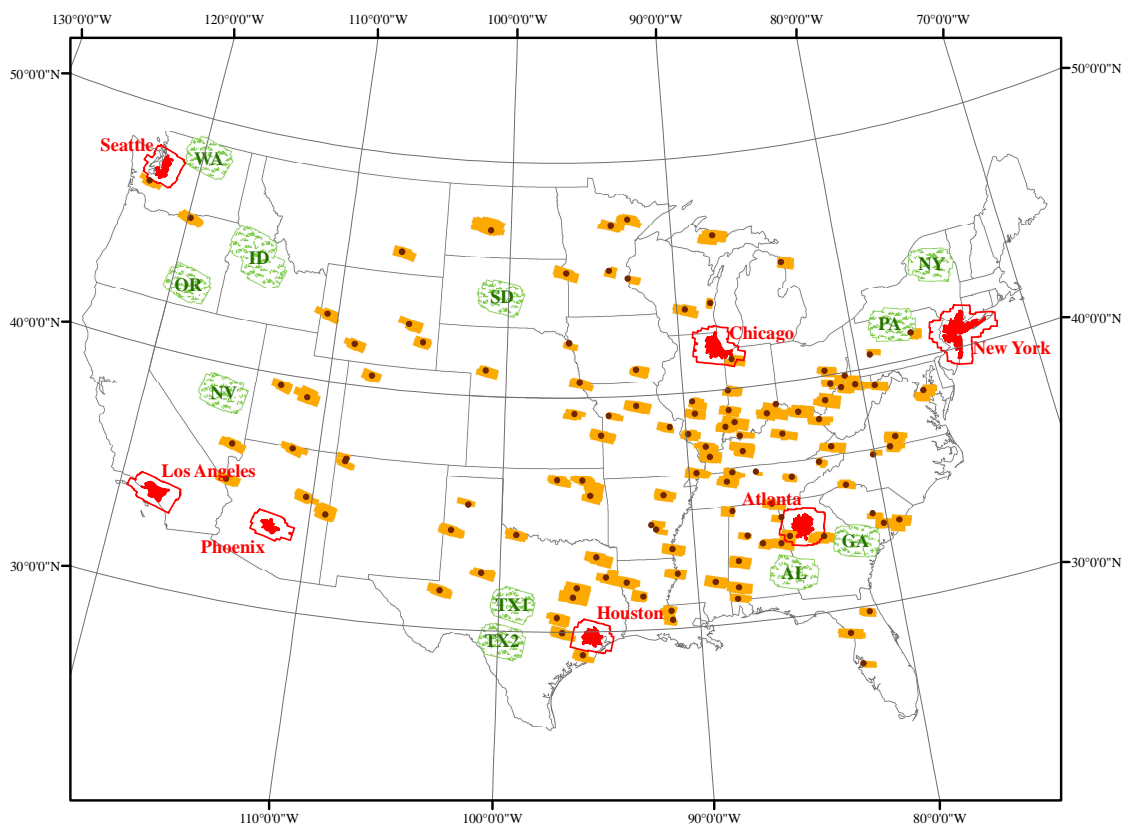 130°0'0"W
120°0'0"W
110°0'0"W
100°0'0"W
90°0'0"W
80°0'0"W
70°0'0"W
50°0'0"N
50°0'0"N
Seattle
WA
ID
NY
OR
SD
PA
40°0'0"N
40°0'0"N
Chicago
New York
NV
Los Angeles
Atlanta
Phoenix
GA
30°0'0"N
30°0'0"N
AL
TX1
Houston
TX2
110°0'0"W
100°0'0"W
90°0'0"W
80°0'0"W